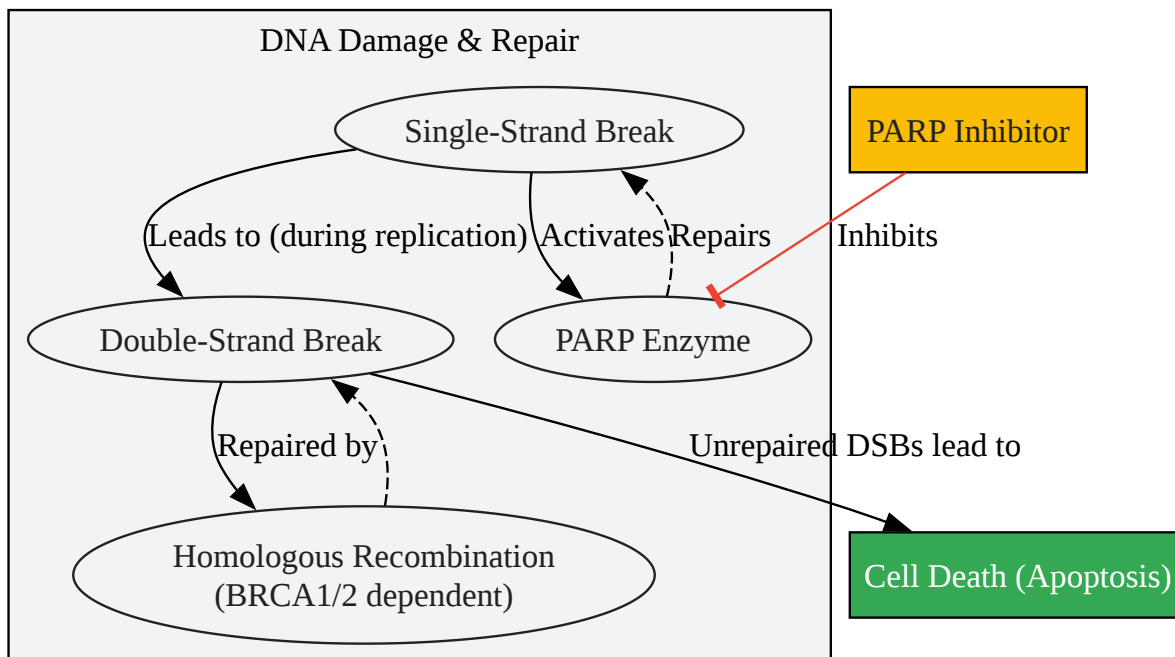 DNA Damage & Repair
Single-Strand Break
PARP Inhibitor
Leads to (during replication)
Activates
Repairs
Inhibits
Double-Strand Break
PARP Enzyme
Repaired by
Unrepaired DSBs lead to
Homologous Recombination
(BRCA1/2 dependent)
Cell Death (Apoptosis)